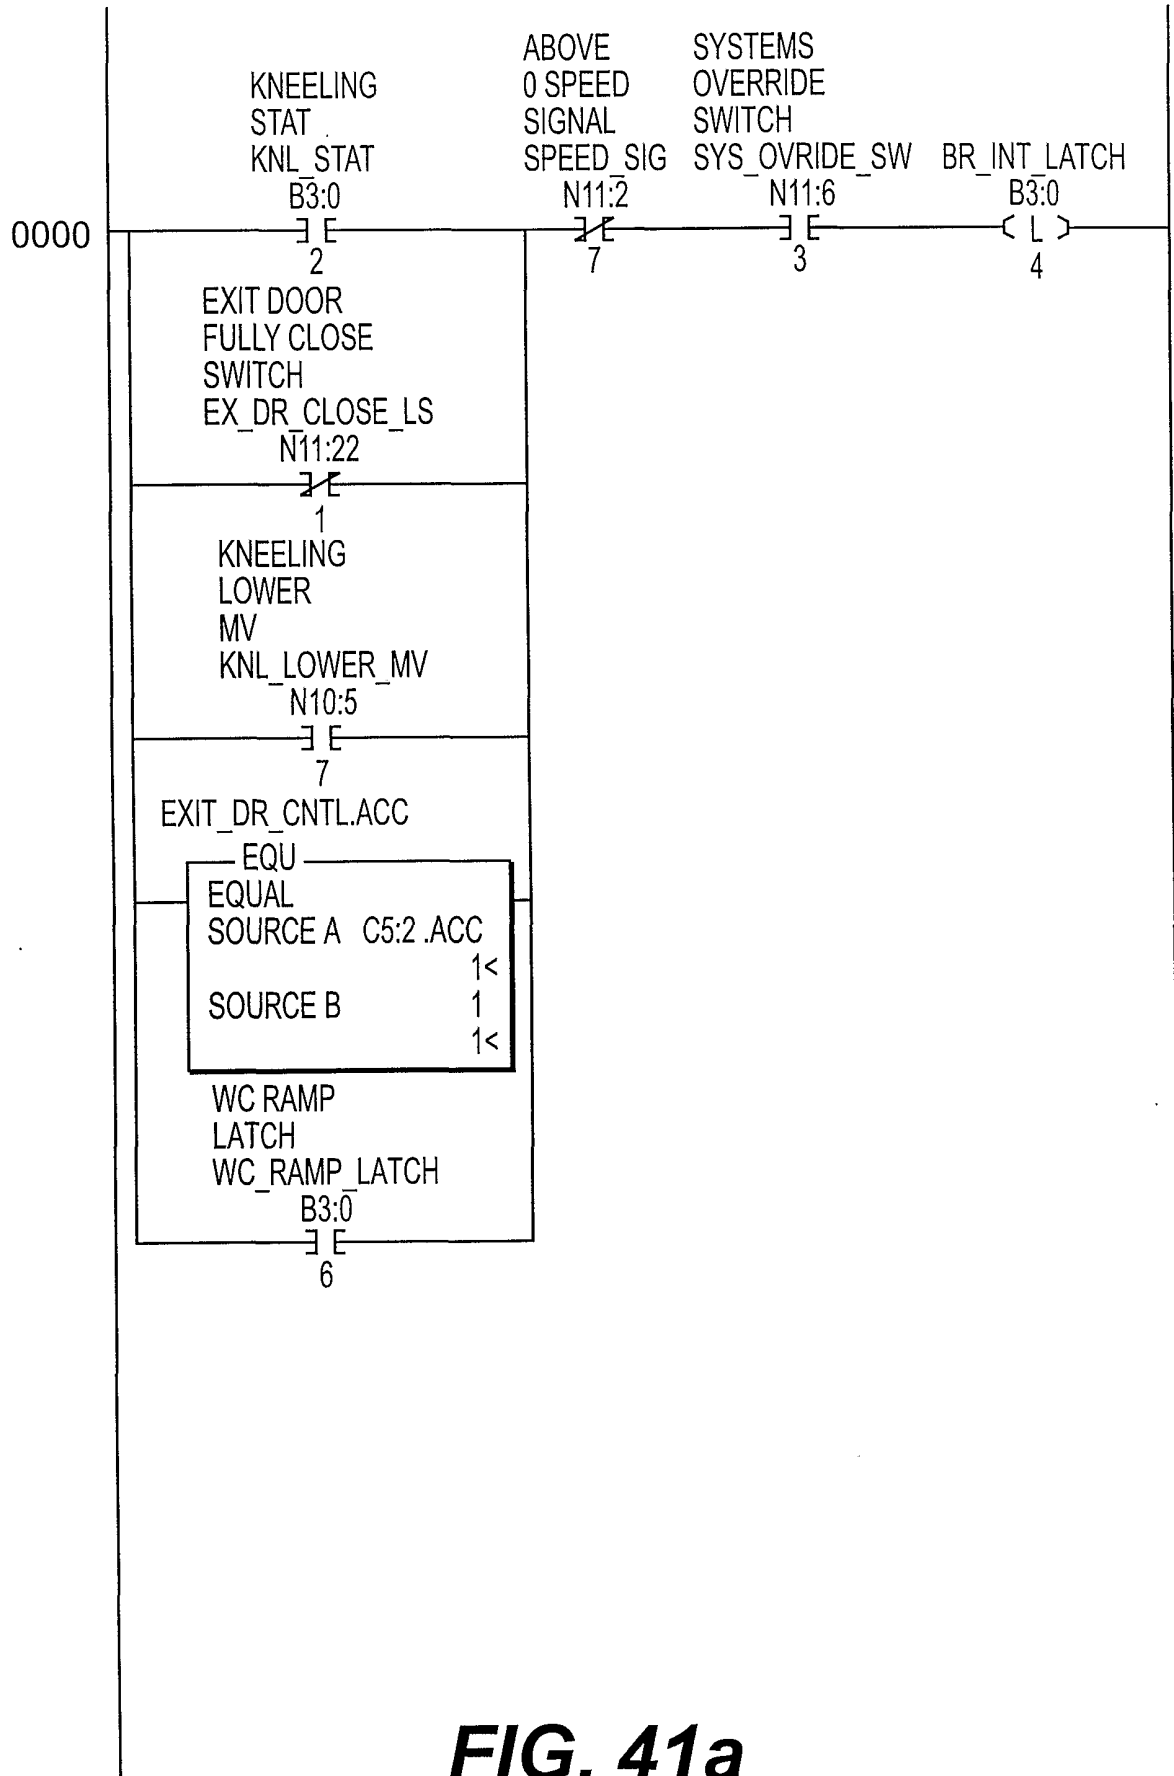 KNEELING
STAT
KNL_STAT
B3:0
2
ABOVE
0 SPEED
SIGNAL
SPEED_SIG
N11:2
7
SYSTEMS
OVERRIDE
SWITCH
SYS_OVRIDE_SW
N11:6
3
BR_INT_LATCH
B3:0
L
4
0000
EXIT DOOR
FULLY CLOSE
SWITCH
EX_DR_CLOSE_LS
N11:22
1
KNEELING
LOWER
MV
KNL_LOWER_MV
N10:5
7
EXIT_DR_CNTL.ACC
EQU
EQUAL
SOURCE A C5:2 .ACC
1<
SOURCE B 1
1<
WC RAMP
LATCH
WC_RAMP_LATCH
B3:0
6
FIG. 41a